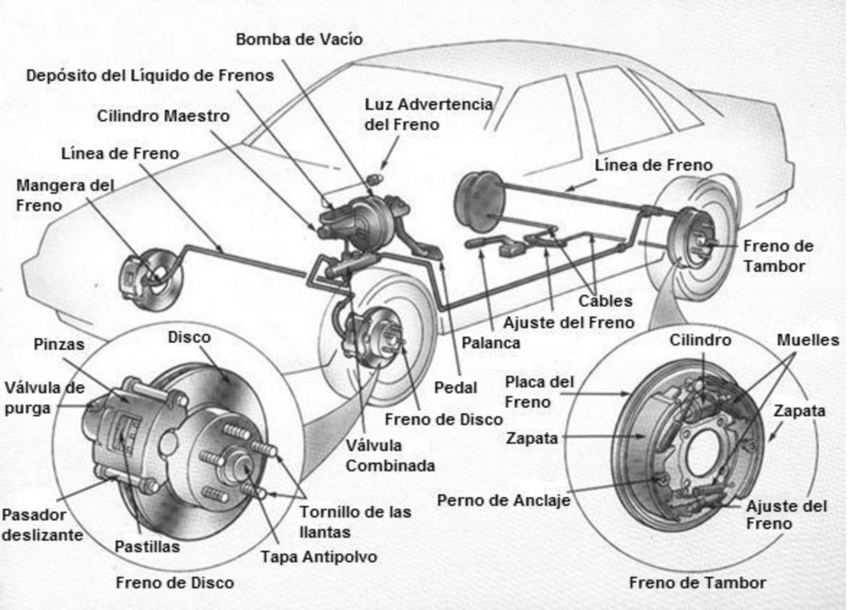 Bomba de Vacío
Depósito del Líquido de Frenos
Luz Advertencia
del Freno
Cilindro Maestro
Línea de Freno
Línea de Freno
Mangera del
Freno
Freno de
Tambor
Cables
Ajuste del Freno
Palanca
Pedal
Freno de Disco
Válvula
Combinada
Pinzas
Disco
Válvula de
purga
Pasador
deslizante
Pastillas
Tornillo de las
llantas
Tapa Antipolvo
Freno de Disco
Cilindro
Muelles
Placa del
Freno
Zapata
Zapata
Perno de Anclaje
Ajuste del
Freno
Freno de Tambor